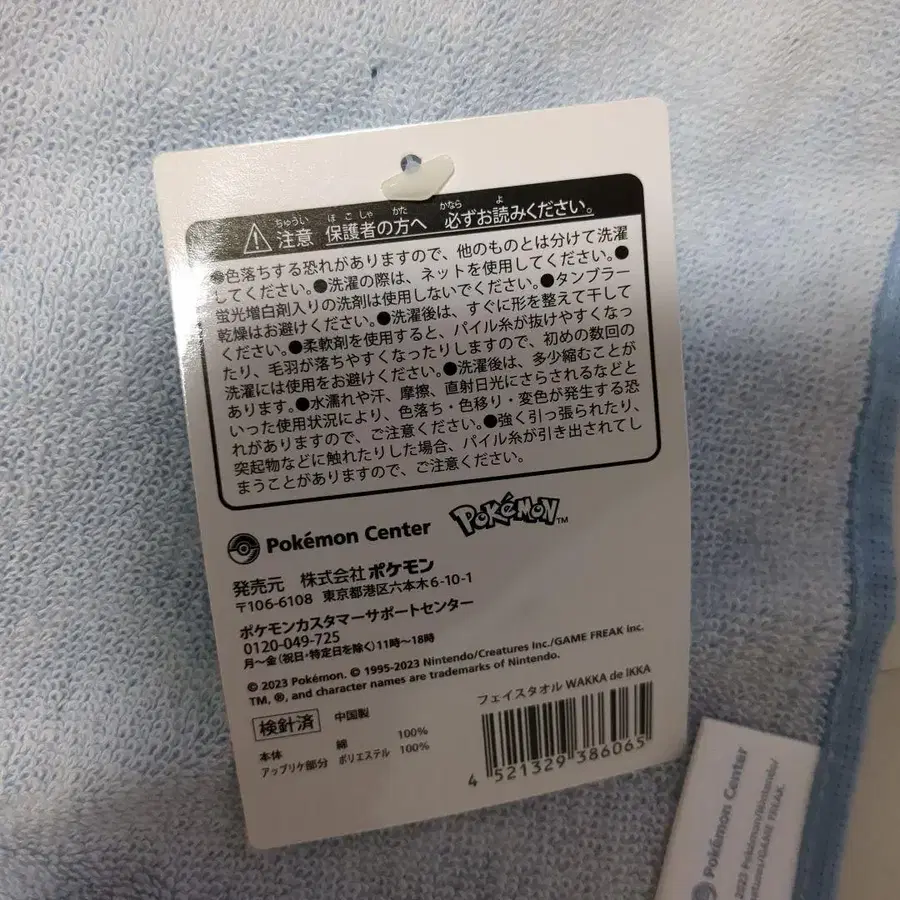 ⚠注意 保護者の方へ 必ずお読みください。
ちゅうい ほごしゃ かた かなら よ
●色落ちする恐れがありますので、他のものとは分けて洗濯
してください。●洗濯の際は、ネットを使用してください。●
蛍光増白剤入りの洗剤は使用しないでください。●タンブラー
乾燥はお避けください。●洗濯後は、すぐに形を整えて干して
ください。●柔軟剤を使用すると、パイル糸が抜けやすくなっ
たり、毛羽が落ちやすくなったりしますので、初めの数回の
洗濯には使用をお避けください。●洗濯後は、多少縮むことが
あります。●水濡れや汗、摩擦、直射日光にさらされるなどと
いった使用状況により、色落ち・色移り・変色が発生する恐
れがありますので、ご注意ください。●強く引っ張られたり、
突起物などに触れたりした場合、パイル糸が引き出されてし
まうことがありますので、ご注意ください。
Pokémon Center POKéMON™
発売元 株式会社ポケモン
〒106-6108 東京都港区六本木6-10-1
ポケモンカスタマーサポートセンター
0120-049-725
月〜金(祝日・特定日を除く)11時〜18時
© 2023 Pokémon. © 1995-2023 Nintendo/Creatures Inc./GAME FREAK inc.
TM, ®, and character names are trademarks of Nintendo.
フェイスタオル WAKKA de IKKA
検針済 中国製
本体 綿 100%
アップリケ部分 ポリエステル 100%
4 521329 386065
Pokémon Center
2023 Pokémon. ©1995-2023 Nintendo/
Creatures Inc./GAME FREAK